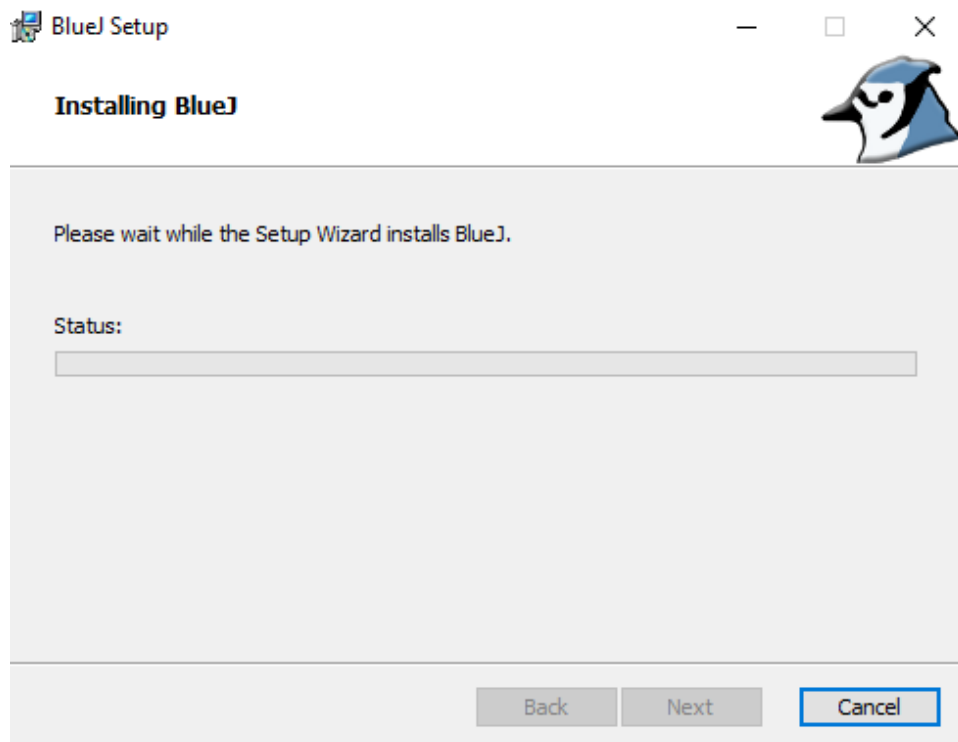 BlueJ Setup
Installing BlueJ
Please wait while the Setup Wizard installs BlueJ.
Status:
Back
Next
Cancel